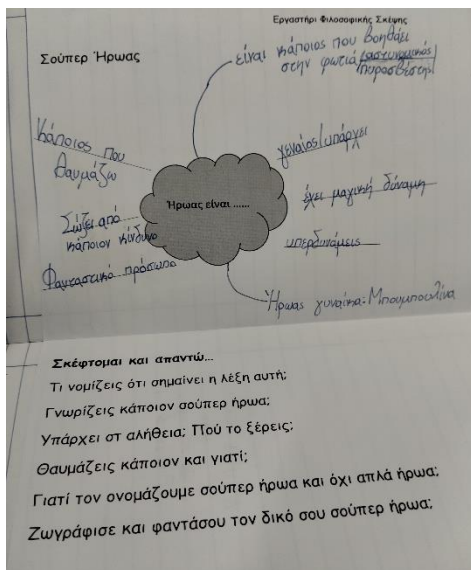 Εργαστήρι Φιλοσοφικής Σκέψης
Σούπερ Ήρωας
είναι κάποιος που βοηθάει
στην φωτιά (αστυνομικός/
πυροσβέστης)
Κάποιος που
θαυμάζω
γενναίος/υπάρχει
Ήρωας είναι ......
έχει μαγική δύναμη
Σώζει από
κάποιον κίνδυνο
υπερδυνάμεις
Φανταστικό πρόσωπο
Ήρωας γυναίκα: Μπουμπουλίνα
Σκέφτομαι και απαντώ...
Τι νομίζεις ότι σημαίνει η λέξη αυτή;
Γνωρίζεις κάποιον σούπερ ήρωα;
Υπάρχει στ αλήθεια; Πού το ξέρεις;
Θαυμάζεις κάποιον και γιατί;
Γιατί τον ονομάζουμε σούπερ ήρωα και όχι απλά ήρωα;
Ζωγράφισε και φαντάσου τον δικό σου σούπερ ήρωα;